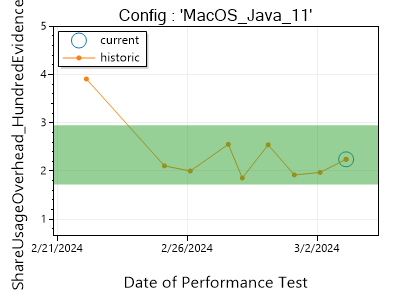 Config : 'MacOS_Java_11'
ShareUsageOverhead_HundredEvidence
current
historic
5
4
3
2
1
2/21/2024
2/26/2024
3/2/2024
Date of Performance Test